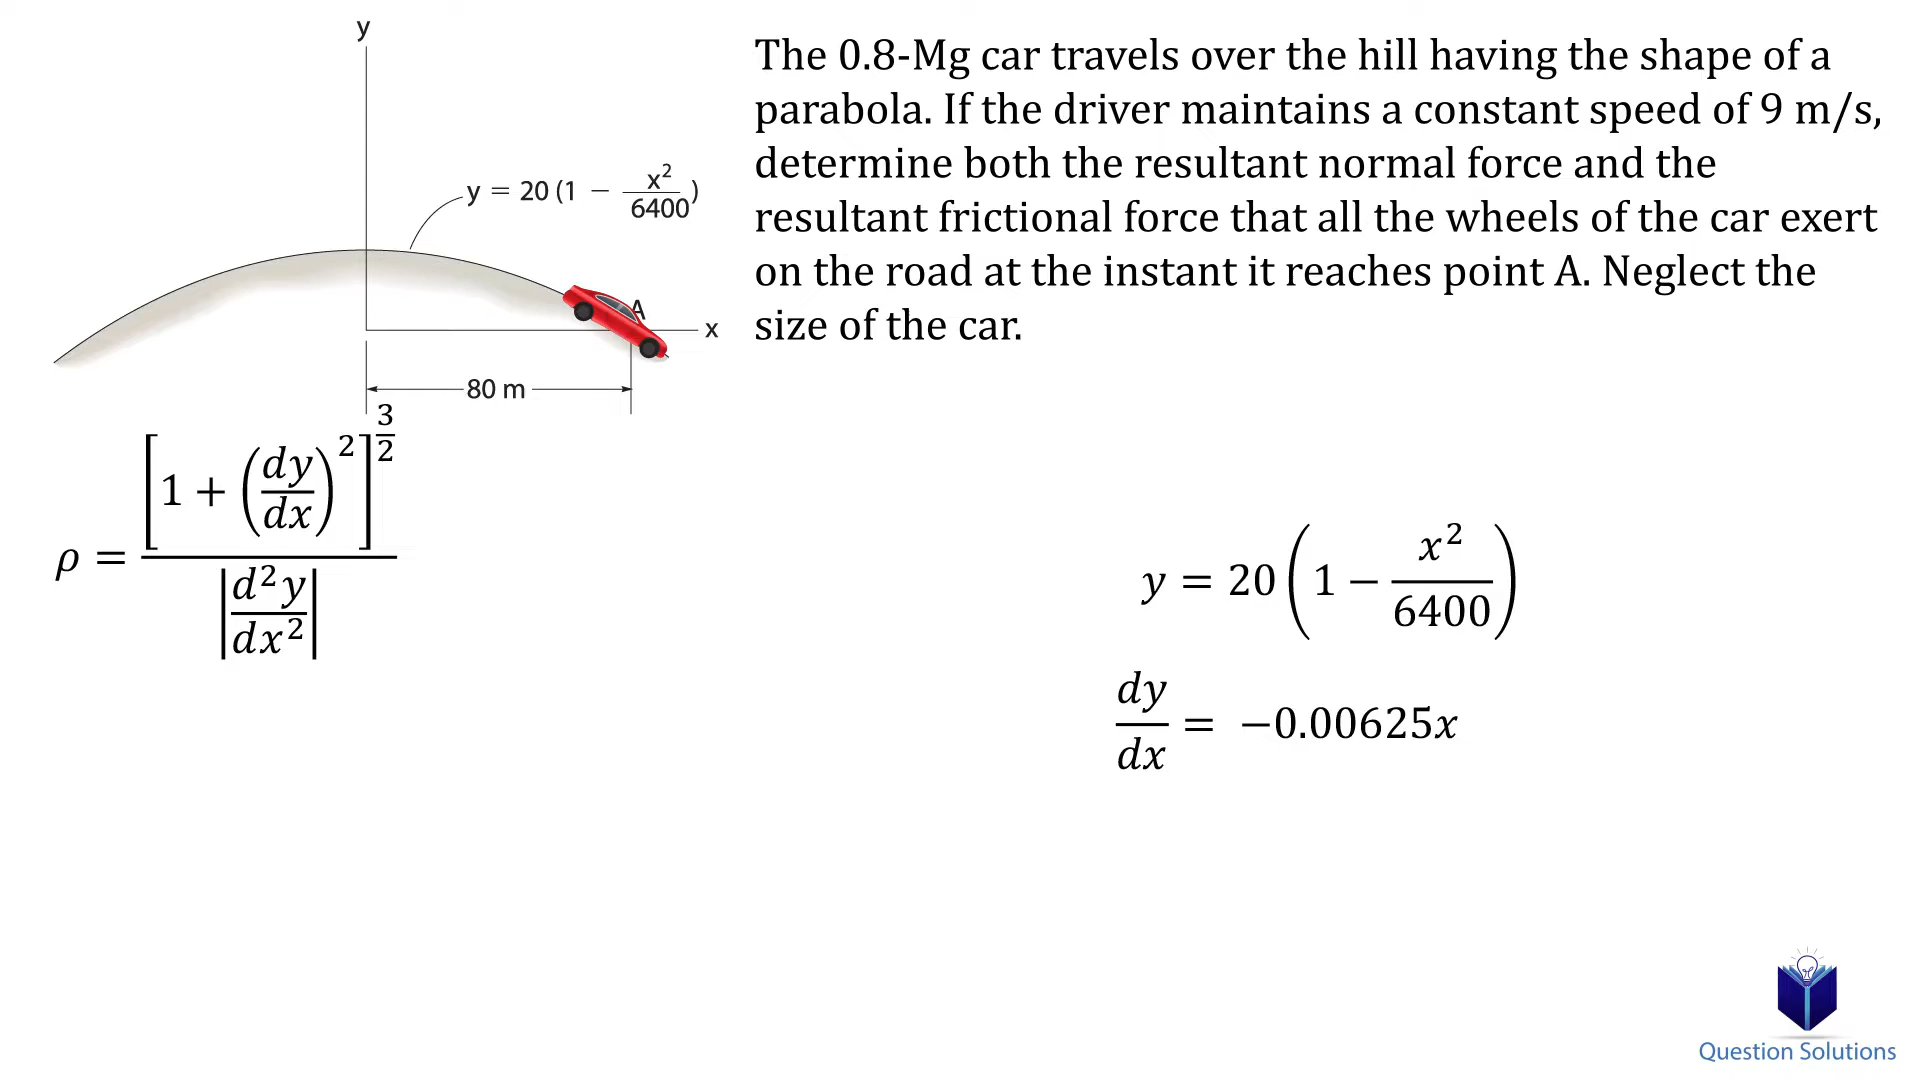 y
y = 20 (1 − x²/6400)
A
x
80 m
The 0.8-Mg car travels over the hill having the shape of a
parabola. If the driver maintains a constant speed of 9 m/s,
determine both the resultant normal force and the
resultant frictional force that all the wheels of the car exert
on the road at the instant it reaches point A. Neglect the
size of the car.
ρ = [1 + (dy/dx)²]^(3/2) / |d²y/dx²|
y = 20 (1 − x²/6400)
dy/dx = −0.00625x
Question Solutions